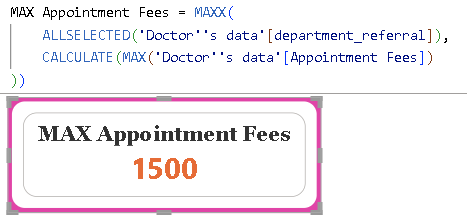 MAX Appointment Fees = MAXX(
ALLSELECTED('Doctor''s data'[department_referral]),
CALCULATE(MAX('Doctor''s data'[Appointment Fees])
))
MAX Appointment Fees
1500